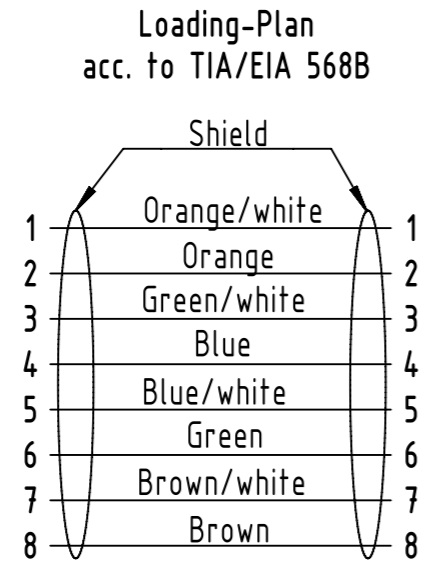 Loading-Plan
acc. to TIA/EIA 568B
Shield
1 Orange/white 1
2 Orange 2
3 Green/white 3
4 Blue 4
5 Blue/white 5
6 Green 6
7 Brown/white 7
8 Brown 8